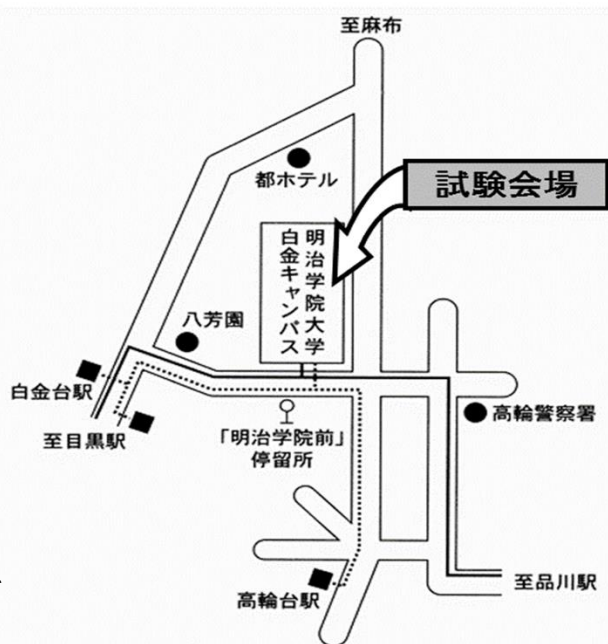 至麻布
都ホテル
試験会場
明治学院大学
白金キャンパス
八芳園
白金台駅
至目黒駅
「明治学院前」
停留所
高輪警察署
高輪台駅
至品川駅